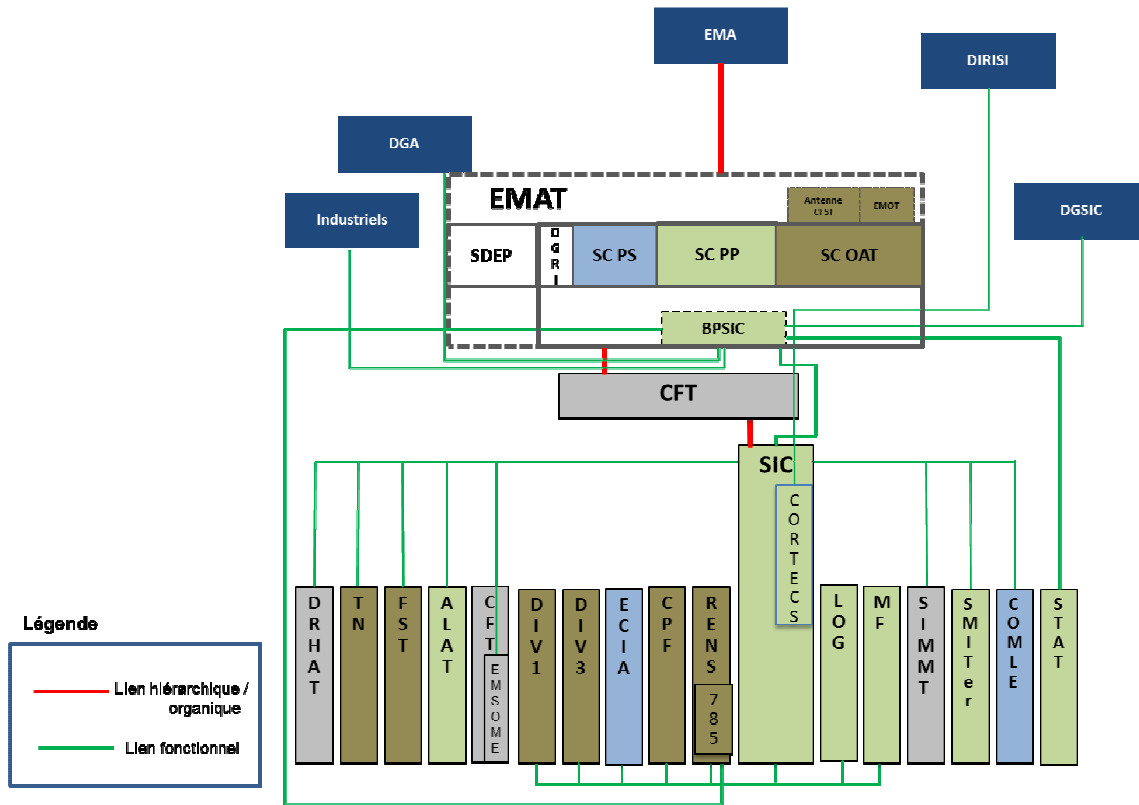 EMA
DIRISI
DGA
EMAT
Antenne
EMOT
Industriels
DGSIC
SDEP
DGRI
SC PS
SC PP
SC OAT
BPSIC
CFT
SIC
CORTECS
DRHAT
TN
FST
ALAT
CFT
EMSOME
DIV1
DIV3
ECIA
CPF
RENS
785
LOG
MF
SIMMT
SMITer
COMLE
STAT
Légende
Lien hiérarchique /
organique
Lien fonctionnel